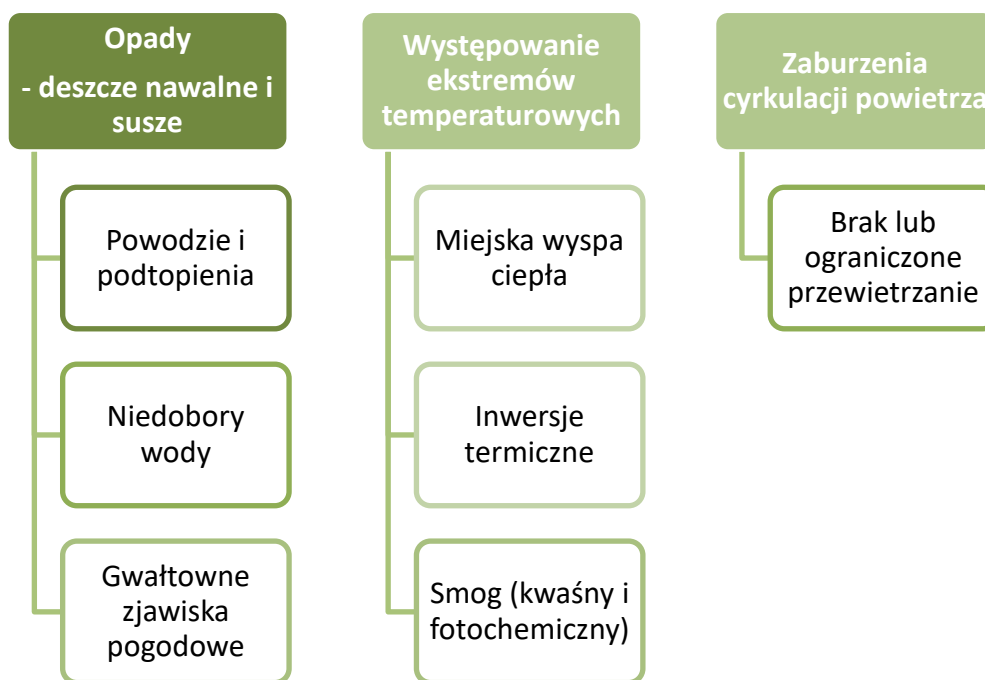 Opady
- deszcze nawalne i
susze
Powodzie i
podtopienia
Niedobory
wody
Gwałtowne
zjawiska
pogodowe
Występowanie
ekstremów
temperaturowych
Miejska wyspa
ciepła
Inwersje
termiczne
Smog (kwaśny i
fotochemiczny)
Zaburzenia
cyrkulacji powietrza
Brak lub
ograniczone
przewietrzanie